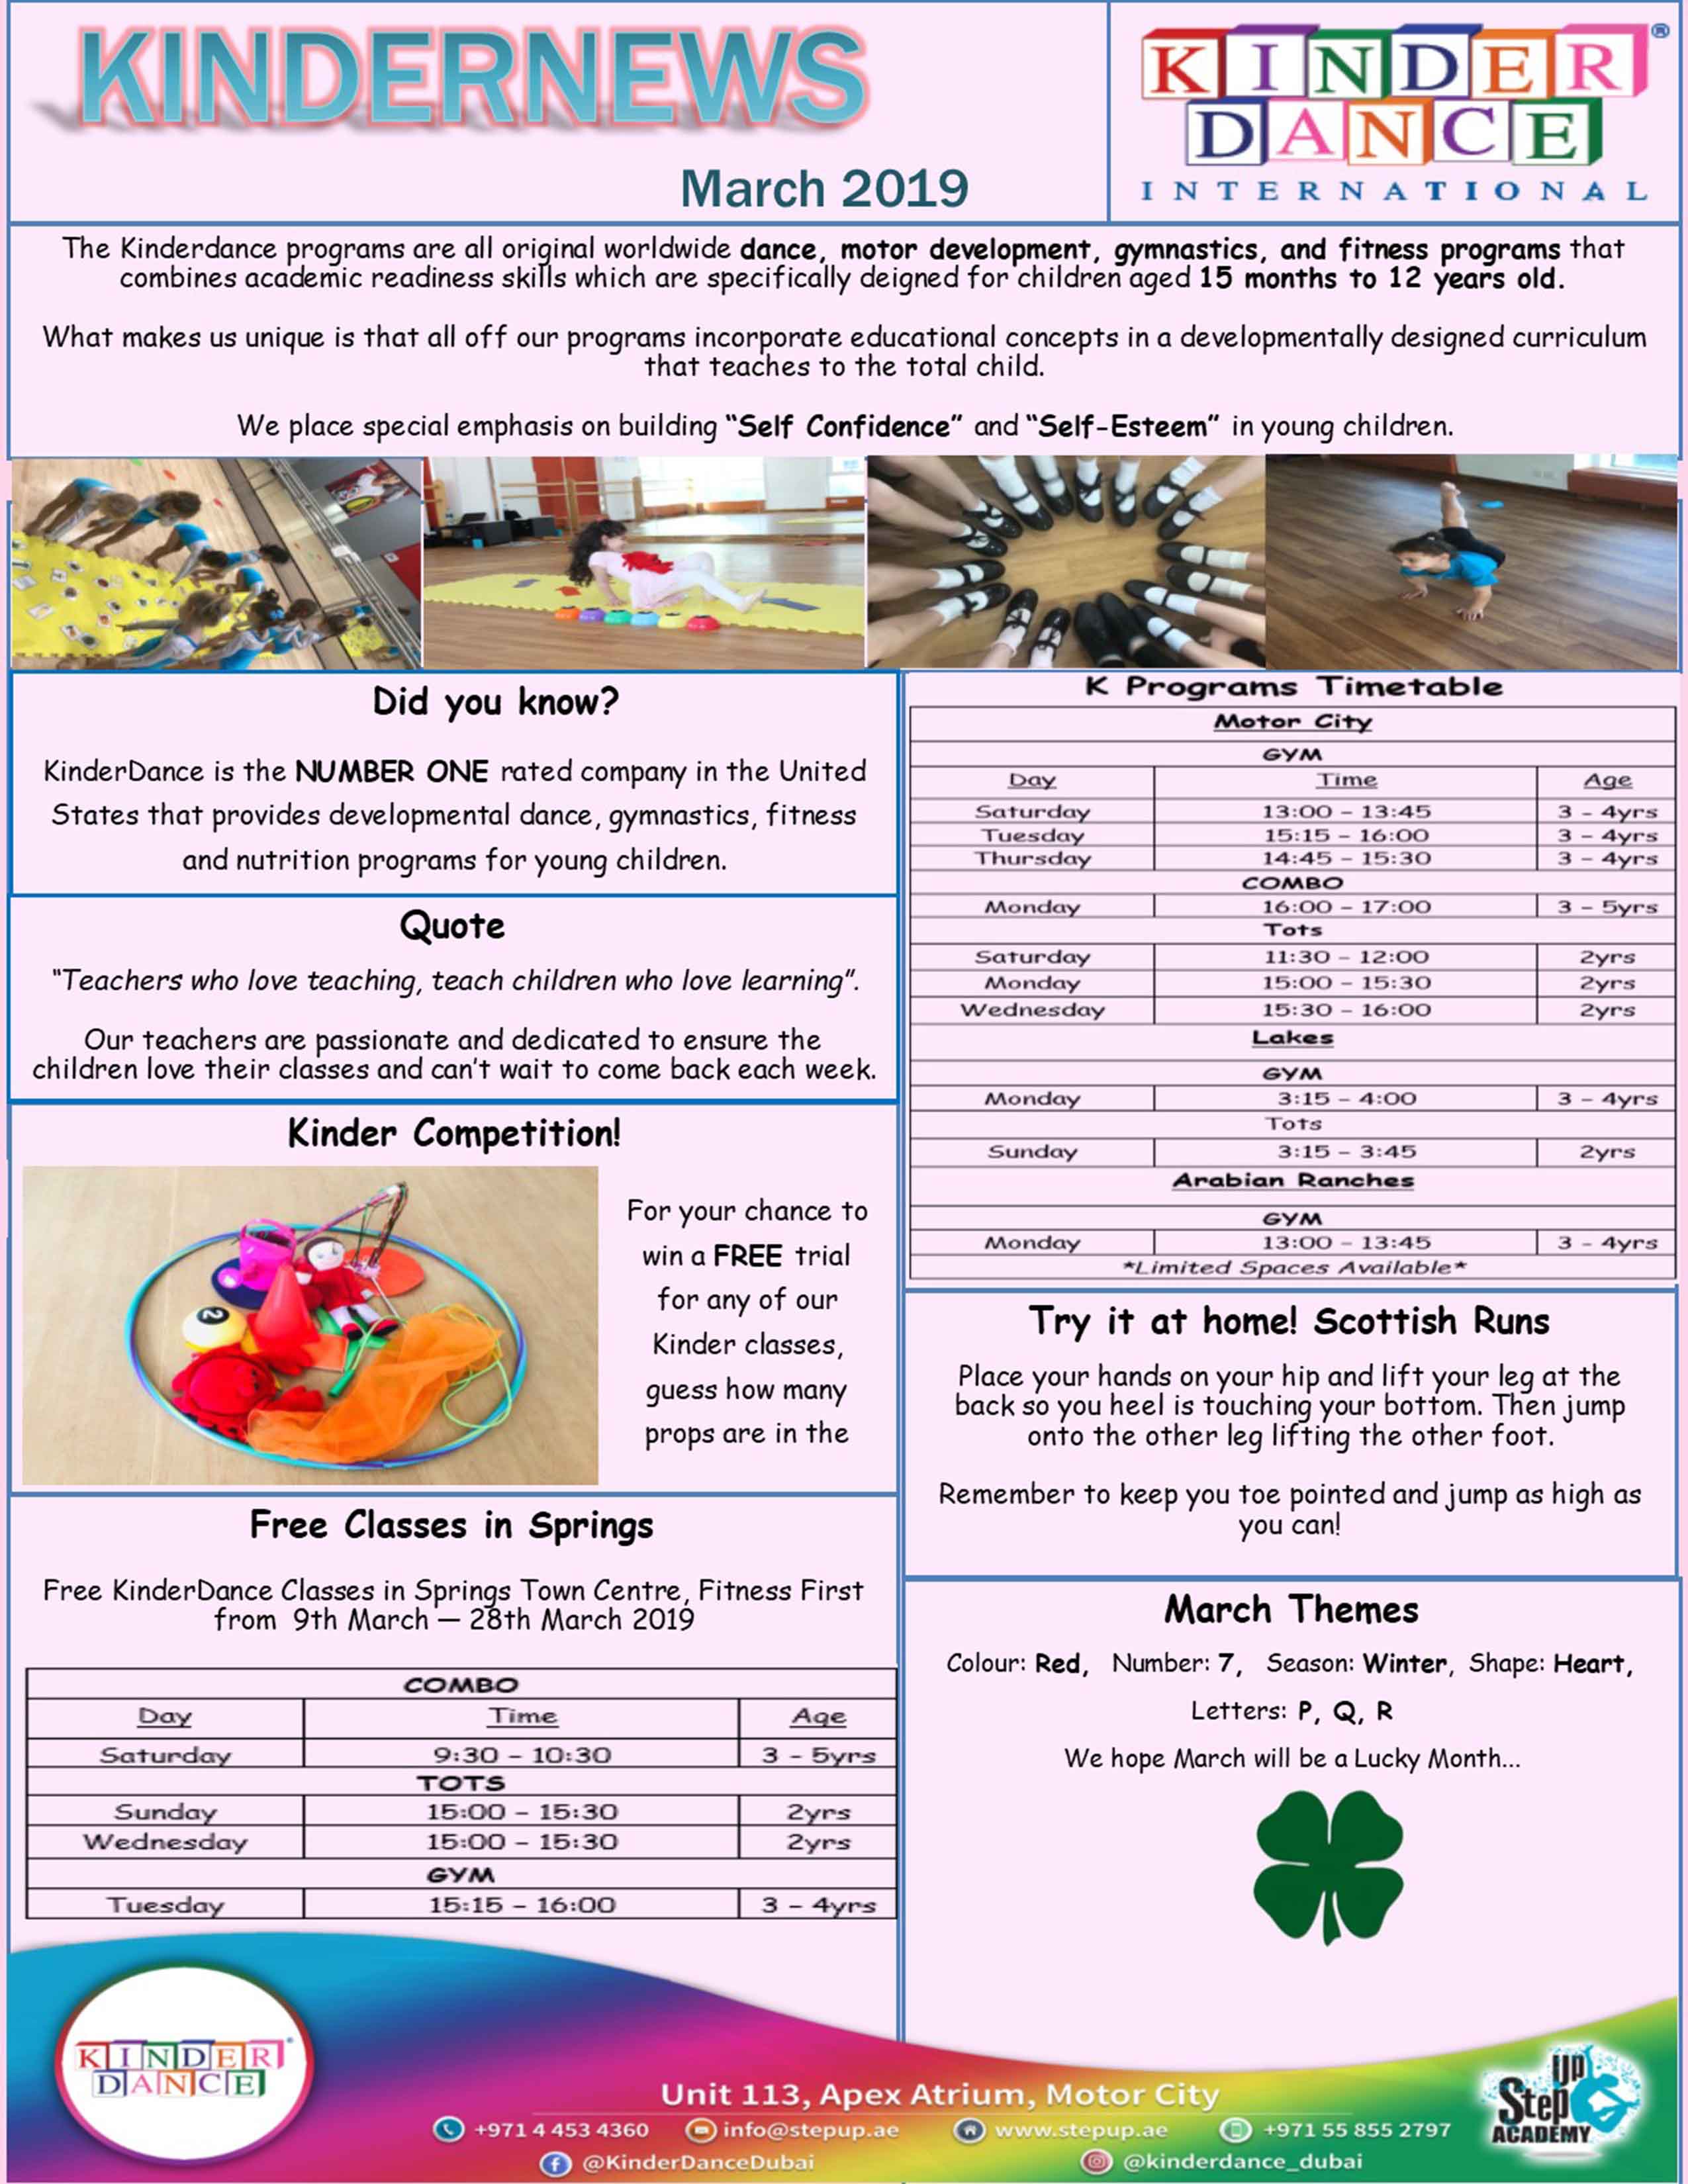 KINDERNEWS
March 2019
KINDER®
DANCE
INTERNATIONAL
The Kinderdance programs are all original worldwide dance, motor development, gymnastics, and fitness programs that
combines academic readiness skills which are specifically deigned for children aged 15 months to 12 years old.
What makes us unique is that all off our programs incorporate educational concepts in a developmentally designed curriculum
that teaches to the total child.
We place special emphasis on building “Self Confidence” and “Self-Esteem” in young children.
Did you know?
KinderDance is the NUMBER ONE rated company in the United
States that provides developmental dance, gymnastics, fitness
and nutrition programs for young children.
Quote
“Teachers who love teaching, teach children who love learning”.
Our teachers are passionate and dedicated to ensure the
children love their classes and can’t wait to come back each week.
Kinder Competition!
2
For your chance to
win a FREE trial
for any of our
Kinder classes,
guess how many
props are in the
Free Classes in Springs
Free KinderDance Classes in Springs Town Centre, Fitness First
from 9th March — 28th March 2019
COMBO
Day Time Age
Saturday 9:30 - 10:30 3 - 5yrs
TOTS
Sunday 15:00 - 15:30 2yrs
Wednesday 15:00 - 15:30 2yrs
GYM
Tuesday 15:15 - 16:00 3 - 4yrs
K Programs Timetable
Motor City
GYM
Day Time Age
Saturday 13:00 - 13:45 3 - 4yrs
Tuesday 15:15 - 16:00 3 - 4yrs
Thursday 14:45 - 15:30 3 - 4yrs
COMBO
Monday 16:00 - 17:00 3 - 5yrs
Tots
Saturday 11:30 - 12:00 2yrs
Monday 15:00 - 15:30 2yrs
Wednesday 15:30 - 16:00 2yrs
Lakes
GYM
Monday 3:15 - 4:00 3 - 4yrs
Tots
Sunday 3:15 - 3:45 2yrs
Arabian Ranches
GYM
Monday 13:00 - 13:45 3 - 4yrs
*Limited Spaces Available*
Try it at home! Scottish Runs
Place your hands on your hip and lift your leg at the
back so you heel is touching your bottom. Then jump
onto the other leg lifting the other foot.
Remember to keep you toe pointed and jump as high as
you can!
March Themes
Colour: Red, Number: 7, Season: Winter, Shape: Heart,
Letters: P, Q, R
We hope March will be a Lucky Month...
KINDER®
DANCE
Unit 113, Apex Atrium, Motor City
+971 4 453 4360 info@stepup.ae www.stepup.ae +971 55 855 2797
@KinderDanceDubai @kinderdance_dubai
Step UP
ACADEMY